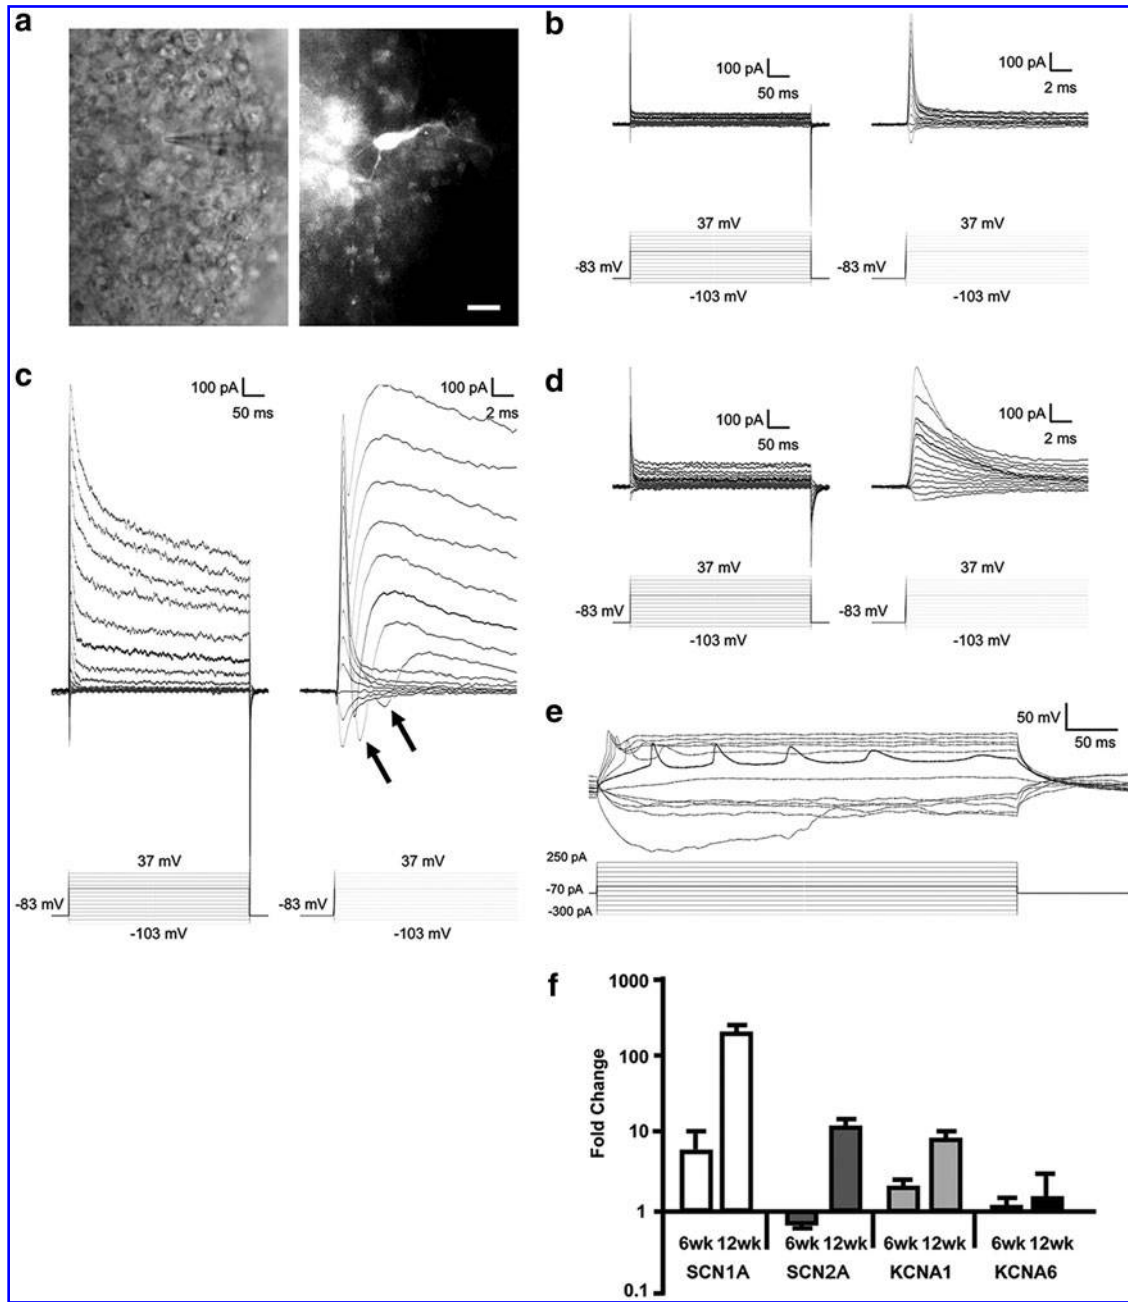 a
b
100 pA
50 ms
100 pA
2 ms
37 mV
-83 mV
-103 mV
37 mV
-83 mV
-103 mV
c
100 pA
50 ms
100 pA
2 ms
37 mV
-83 mV
-103 mV
37 mV
-83 mV
-103 mV
d
100 pA
50 ms
100 pA
2 ms
37 mV
-83 mV
-103 mV
37 mV
-83 mV
-103 mV
e
50 mV
50 ms
250 pA
-70 pA
-300 pA
f
Fold Change
1000
100
10
1
0.1
6wk 12wk 6wk 12wk 6wk 12wk 6wk 12wk
SCN1A SCN2A KCNA1 KCNA6